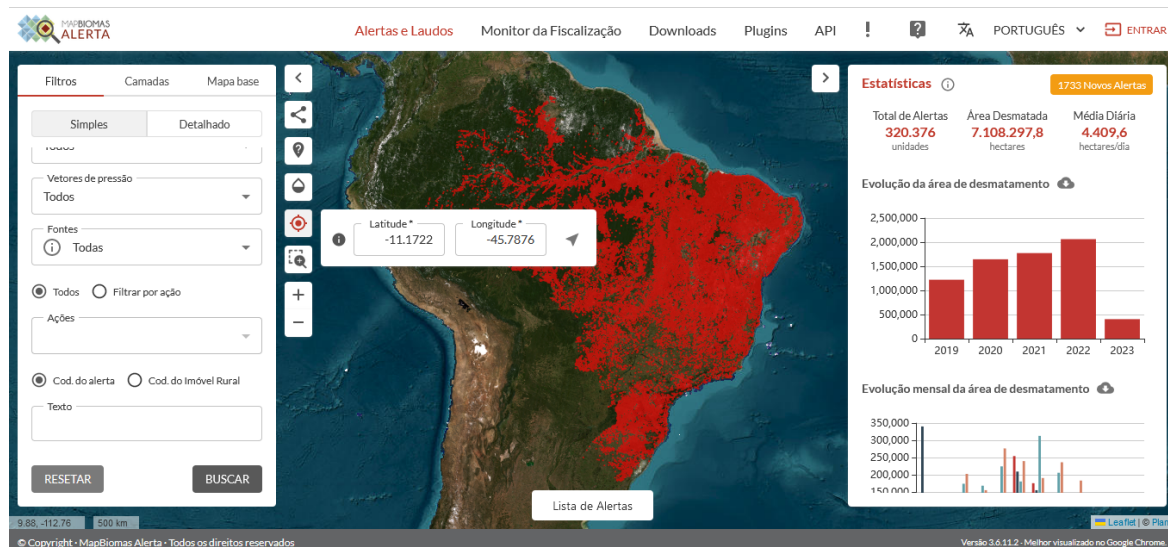 MAPBIOMAS
ALERTA
Alertas e Laudos
Monitor da Fiscalização
Downloads
Plugins
API
PORTUGUÊS
ENTRAR
Filtros
Camadas
Mapa base
Simples
Detalhado
Vetores de pressão
Todos
Fontes
Todas
Todos
Filtrar por ação
Ações
Cod. do alerta
Cod. do Imóvel Rural
Texto
RESETAR
BUSCAR
Latitude *
-11.1722
Longitude *
-45.7876
+
−
Lista de Alertas
Estatísticas
1733 Novos Alertas
Total de Alertas
320.376
unidades
Área Desmatada
7.108.297,8
hectares
Média Diária
4.409,6
hectares/dia
Evolução da área de desmatamento
2,500,000
2,000,000
1,500,000
1,000,000
500,000
0
2019 2020 2021 2022 2023
Evolução mensal da área de desmatamento
350,000
300,000
250,000
200,000
150,000
9.88, -112.76
500 km
Leaflet | © Plan
© Copyright · MapBiomas Alerta · Todos os direitos reservados
Versão 3.6.11.2 - Melhor visualizado no Google Chrome.